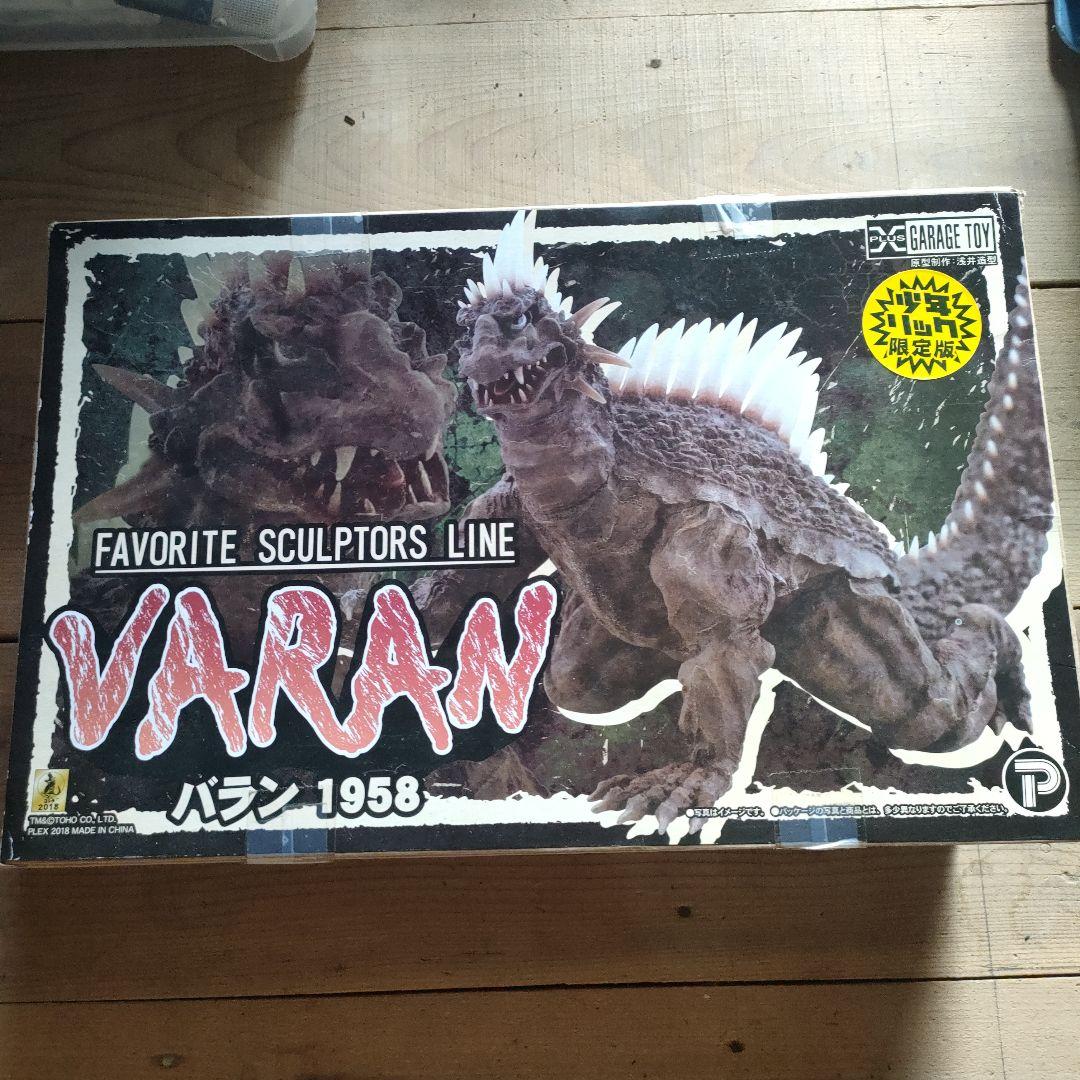 X PLUS GARAGE TOY
原型制作：浅井造型
少年
リック
限定版
FAVORITE SCULPTORS LINE
VARAN
バラン 1958
2018
TM&©TOHO CO., LTD.
PLEX 2018 MADE IN CHINA
●写真はイメージです。 ●パッケージの写真と商品とは、多少異なりますのでご了承ください。
P